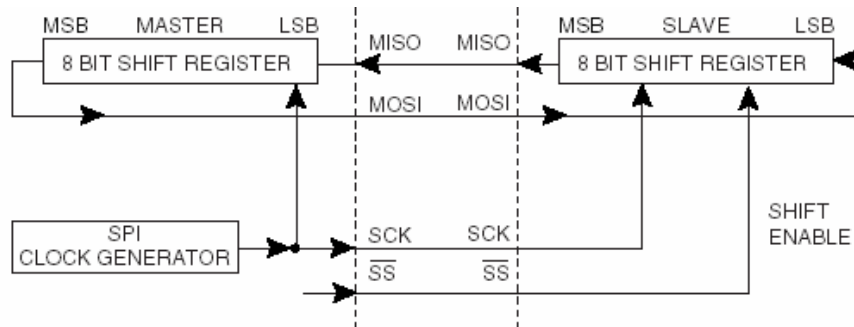 MSB MASTER LSB
MISO MISO
MSB SLAVE LSB
8 BIT SHIFT REGISTER
8 BIT SHIFT REGISTER
MOSI MOSI
SPI
CLOCK GENERATOR
SCK SCK
SS SS
SHIFT
ENABLE